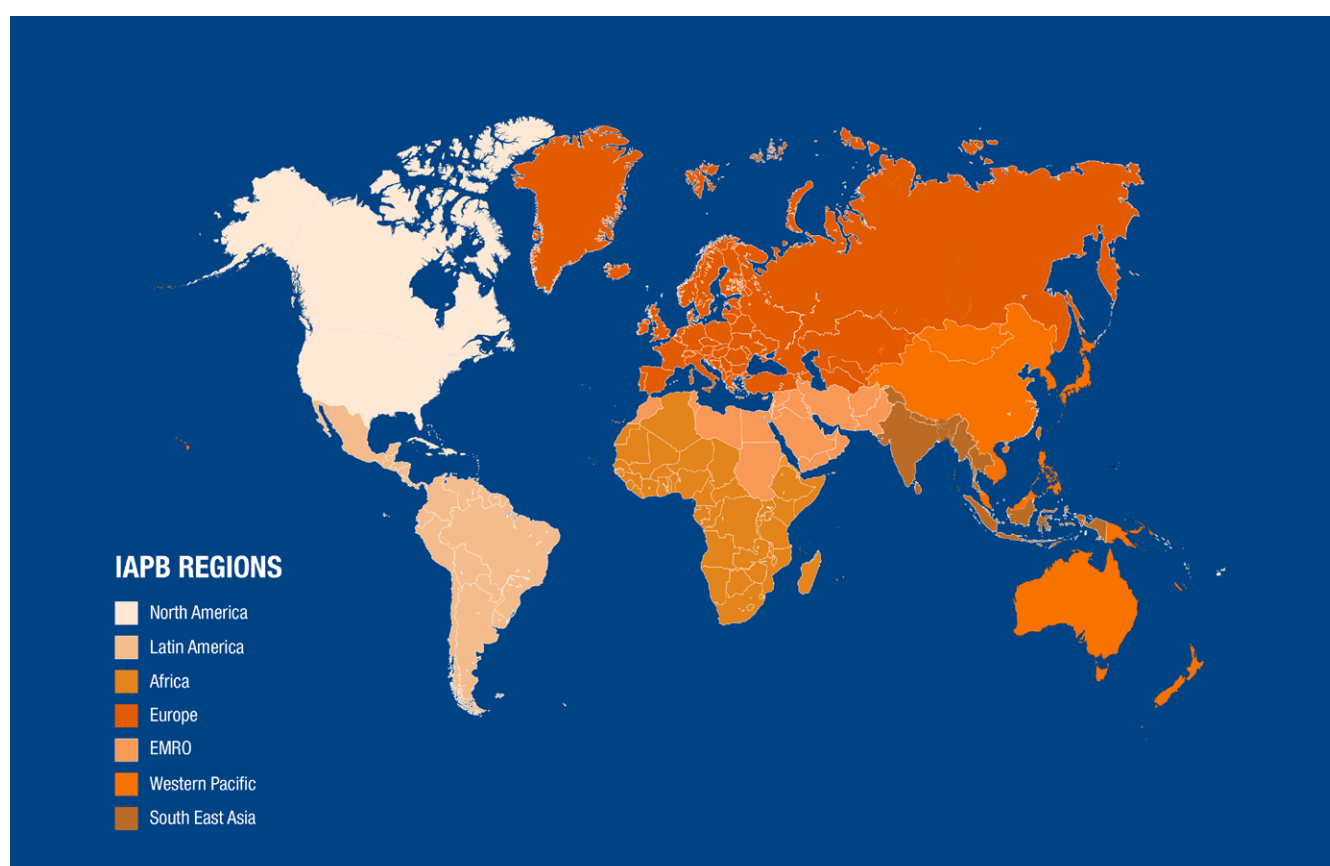 IAPB REGIONS
North America
Latin America
Africa
Europe
EMRO
Western Pacific
South East Asia